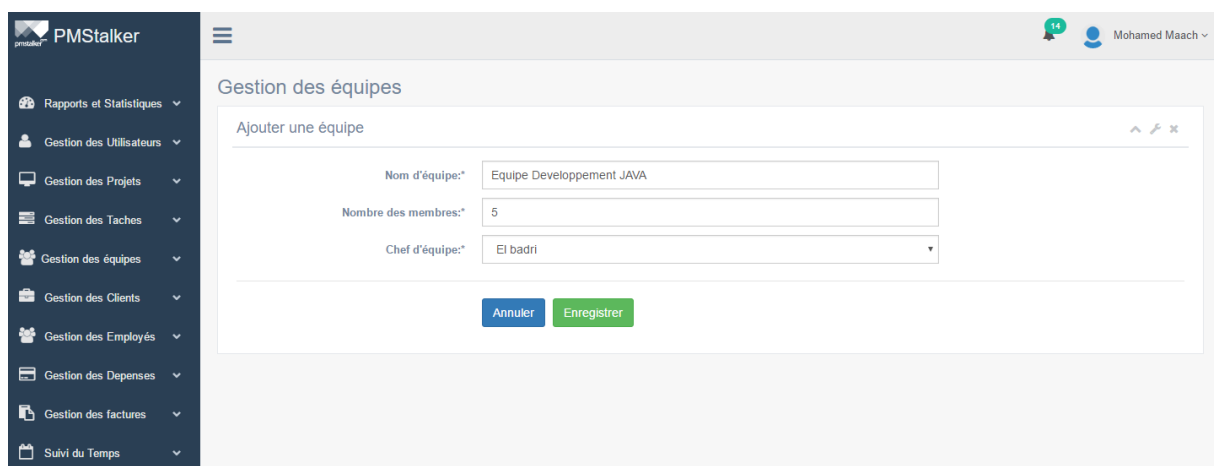 pmstalker
PMStalker
14
Mohamed Maach
Rapports et Statistiques
Gestion des Utilisateurs
Gestion des Projets
Gestion des Taches
Gestion des équipes
Gestion des Clients
Gestion des Employés
Gestion des Depenses
Gestion des factures
Suivi du Temps
Gestion des équipes
Ajouter une équipe
Nom d'équipe:* Equipe Developpement JAVA
Nombre des membres:* 5
Chef d'équipe:* El badri
Annuler Enregistrer